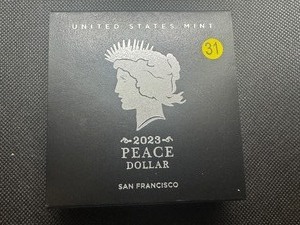 UNITED STATES MINT
31
2023
PEACE
DOLLAR
SAN FRANCISCO